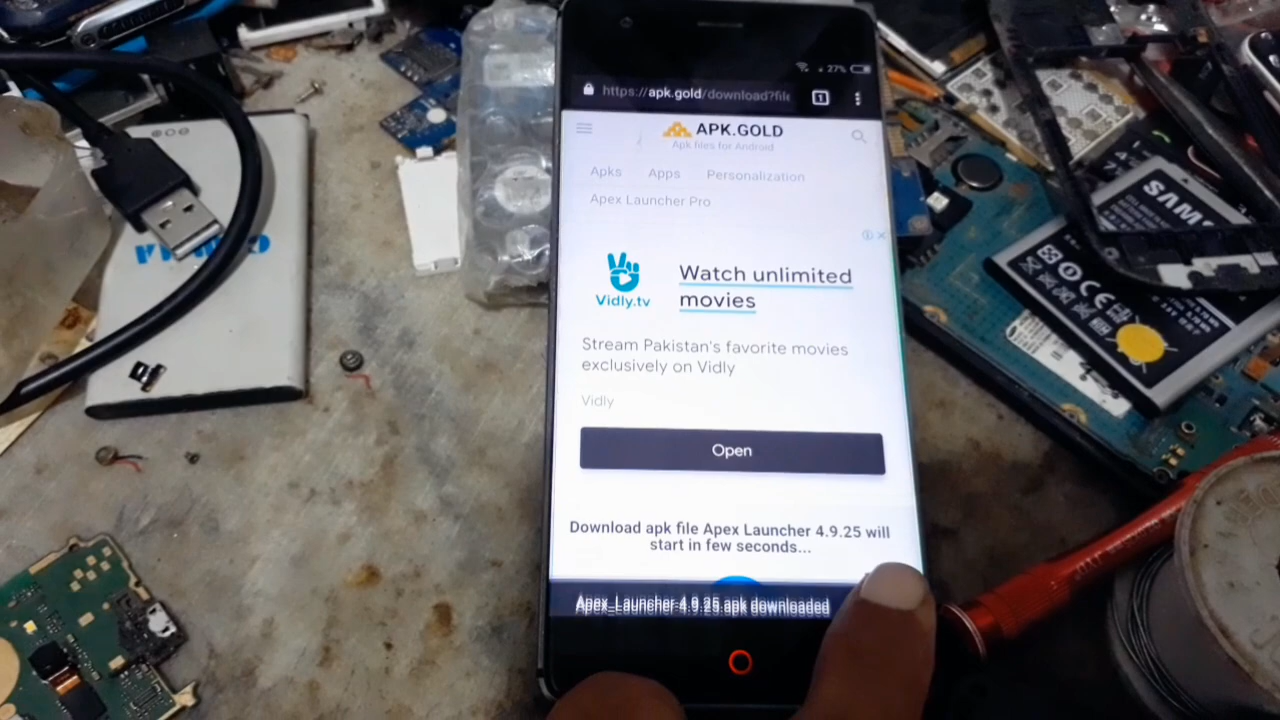 27%
https://apk.gold/download?file
1
APK.GOLD
Apk files for Android
Apks Apps Personalization
Apex Launcher Pro
Vidly.tv
Watch unlimited
movies
Stream Pakistan's favorite movies
exclusively on Vidly
Vidly
Open
Download apk file Apex Launcher 4.9.25 will
start in few seconds...
Apex_Launcher-4.9.25.apk downloaded
SAMS